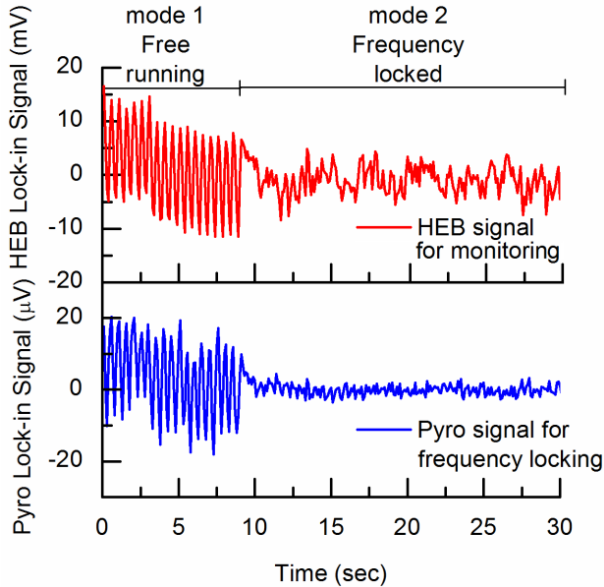 mode 1
Free
running
mode 2
Frequency
locked
HEB Lock-in Signal (mV)
20
10
0
-10
-20
HEB signal
for monitoring
Pyro Lock-in Signal (μV)
20
0
-20
Pyro signal for
frequency locking
0 5 10 15 20 25 30
Time (sec)